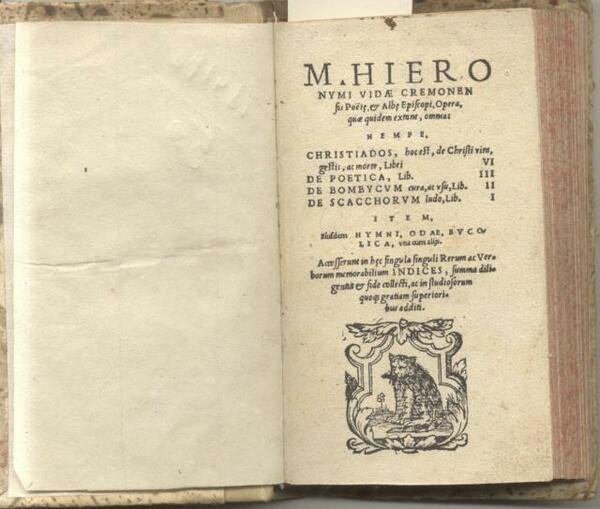 M. HIERO
NYMI VIDÆ CREMONEN
sis Poëtę, & Albę Episcopi, Opera,
quæ quidem extant, omnia:
NEMPE,
CHRISTIADOS, hoc est, de Christi vita,
gestis, ac morte, Libri VI
DE POETICA, Lib. III
DE BOMBYCVM cura, ac vsu, Lib. II
DE SCACCHORVM ludo, Lib. I
ITEM,
Eiusdem HYMNI, ODAE, BVCO-
LICA, vna cum alijs.
Accesserunt in hęc singula singuli Rerum ac Ver-
borum memorabilium INDICES, summa dili-
gentia & fide collecti, ac in studiosorum
quoq; gratiam superiori-
bus additi.